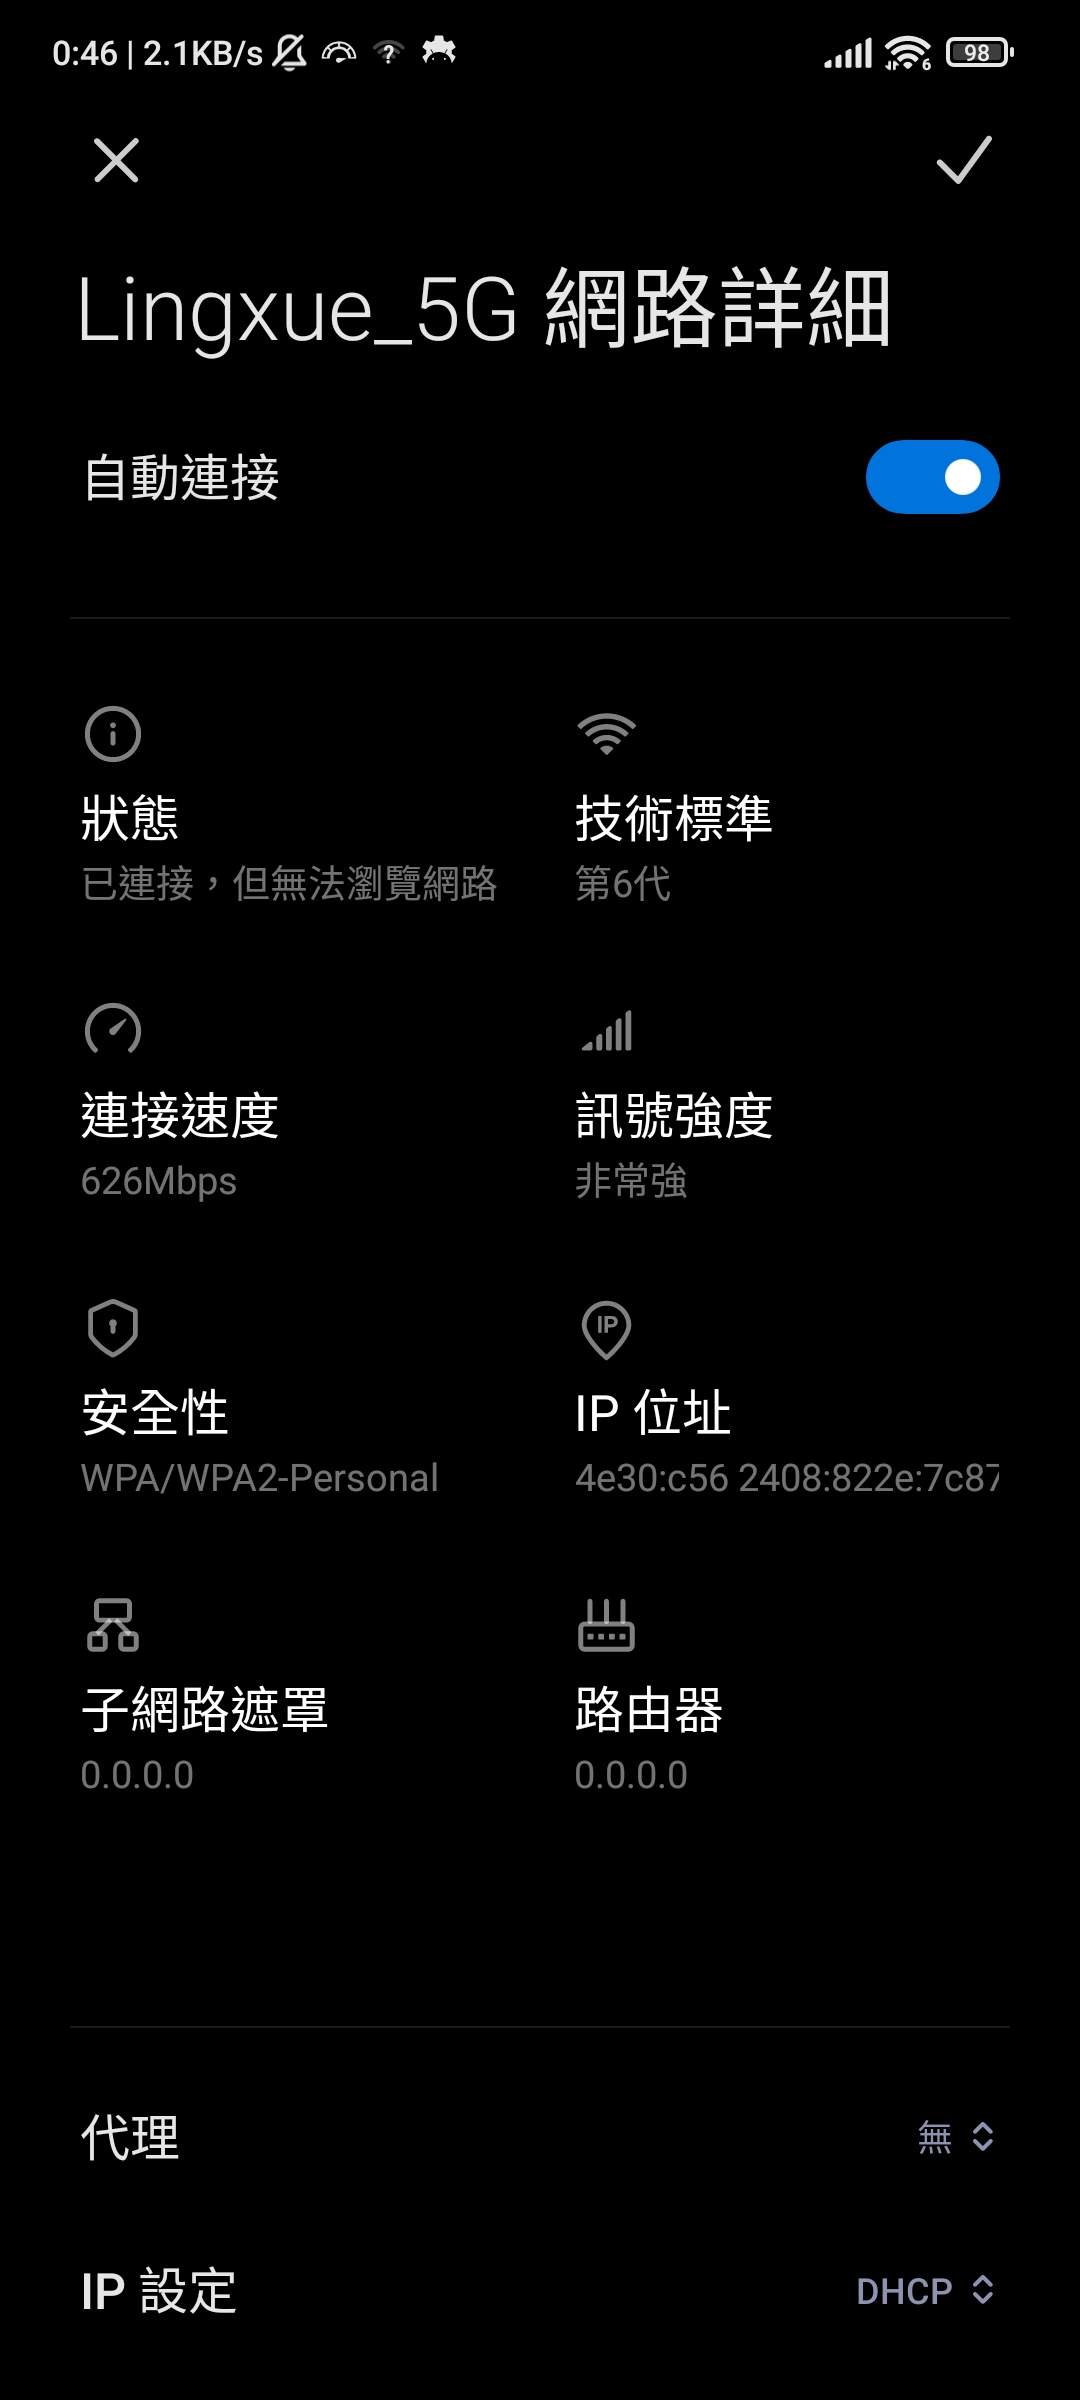 0:46 | 2.1KB/s
6
98
Lingxue_5G 網路詳細
自動連接
狀態
已連接，但無法瀏覽網路
技術標準
第6代
連接速度
626Mbps
訊號強度
非常強
安全性
WPA/WPA2-Personal
IP
IP 位址
4e30:c56 2408:822e:7c87
子網路遮罩
0.0.0.0
路由器
0.0.0.0
代理
無
IP 設定
DHCP